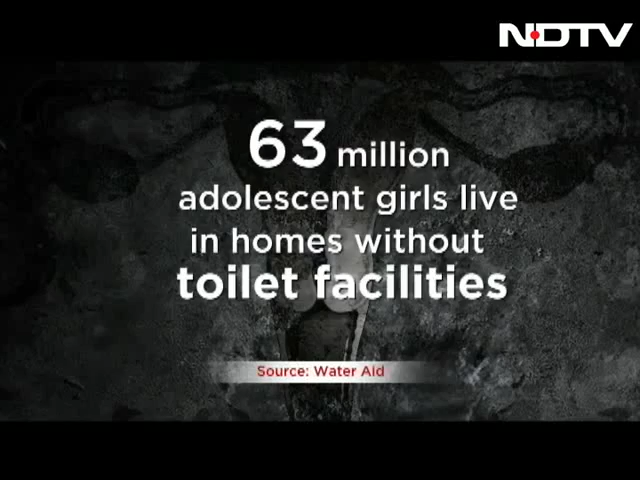 NDTV
63 million
adolescent girls live
in homes without
toilet facilities
Source: Water Aid